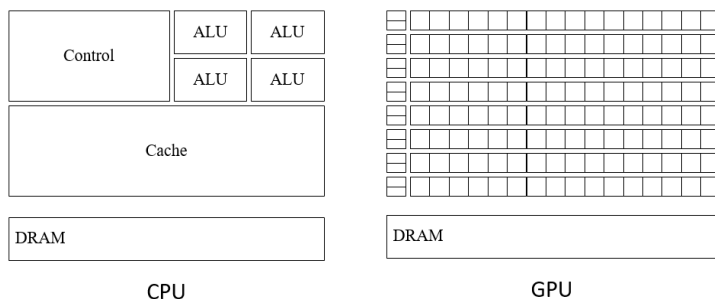 Control
ALU ALU
ALU ALU
Cache
DRAM
CPU
DRAM
GPU